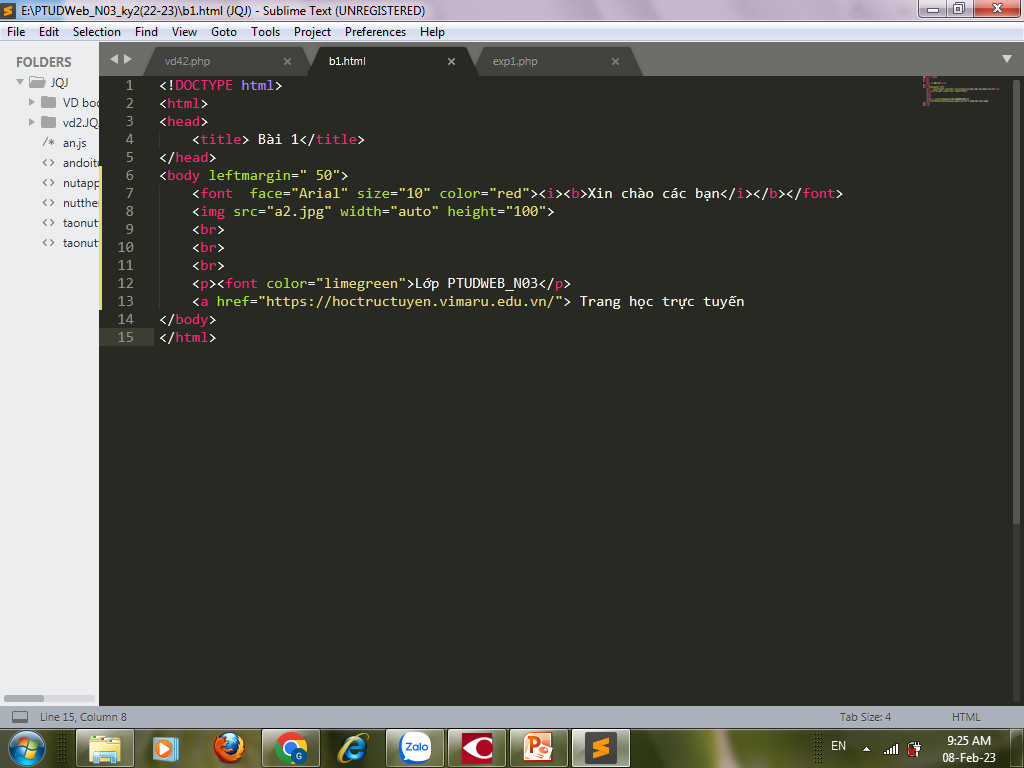 E:\PTUDWeb_N03_ky2(22-23)\b1.html (JQJ) - Sublime Text (UNREGISTERED)
File Edit Selection Find View Goto Tools Project Preferences Help
FOLDERS
JQJ
VD boo
vd2.JQ
/* an.js
<> andoitr
<> nutapp
<> nutthe
<> taonut
<> taonut
vd42.php × b1.html × exp1.php ×
1 <!DOCTYPE html>
2 <html>
3 <head>
4 <title> Bài 1</title>
5 </head>
6 <body leftmargin=" 50">
7 <font  face="Arial" size="10" color="red"><i><b>Xin chào các bạn</i></b></font>
8 <img src="a2.jpg" width="auto" height="100">
9 <br>
10 <br>
11 <br>
12 <p><font color="limegreen">Lớp PTUDWEB_N03</p>
13 <a href="https://hoctructuyen.vimaru.edu.vn/"> Trang học trực tuyến
14 </body>
15 </html>
Line 15, Column 8 Tab Size: 4 HTML
Zalo
EN
9:25 AM
08-Feb-23